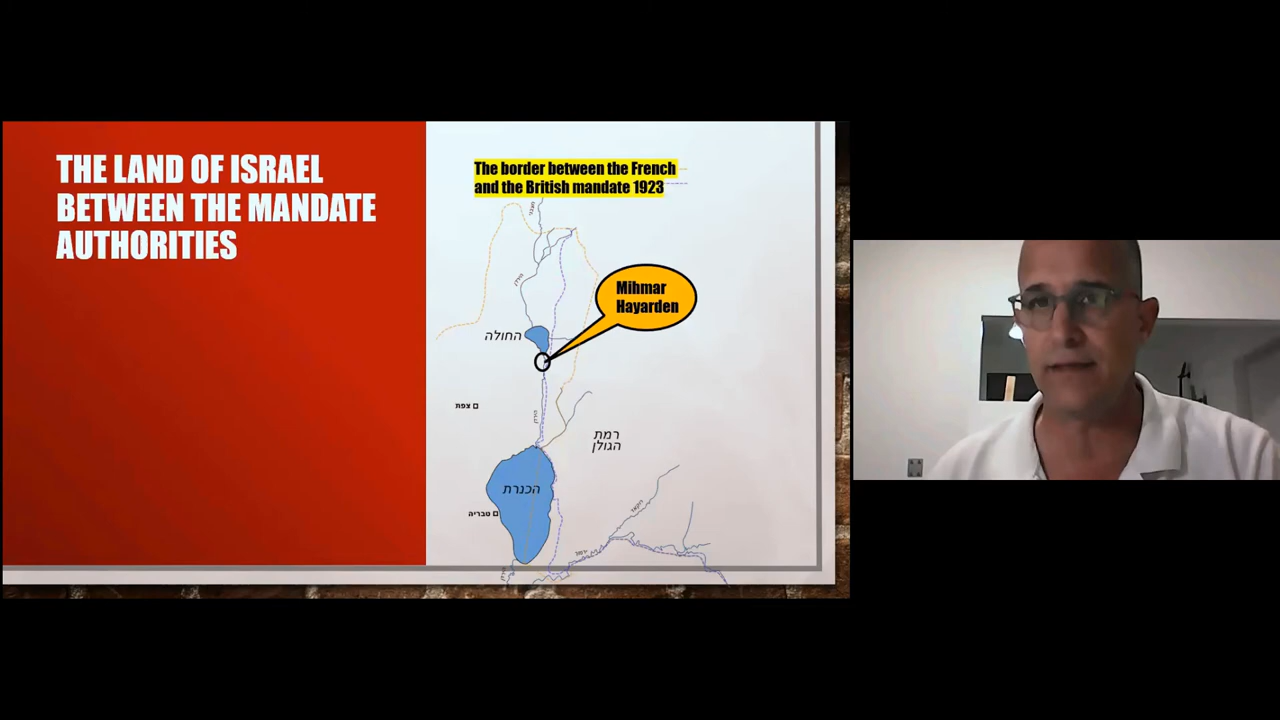 THE LAND OF ISRAEL
BETWEEN THE MANDATE
AUTHORITIES
The border between the French
and the British mandate 1923
Mihmar
Hayarden
החולה
צפת
הירדן
רמת
הגולן
הכנרת
טבריה